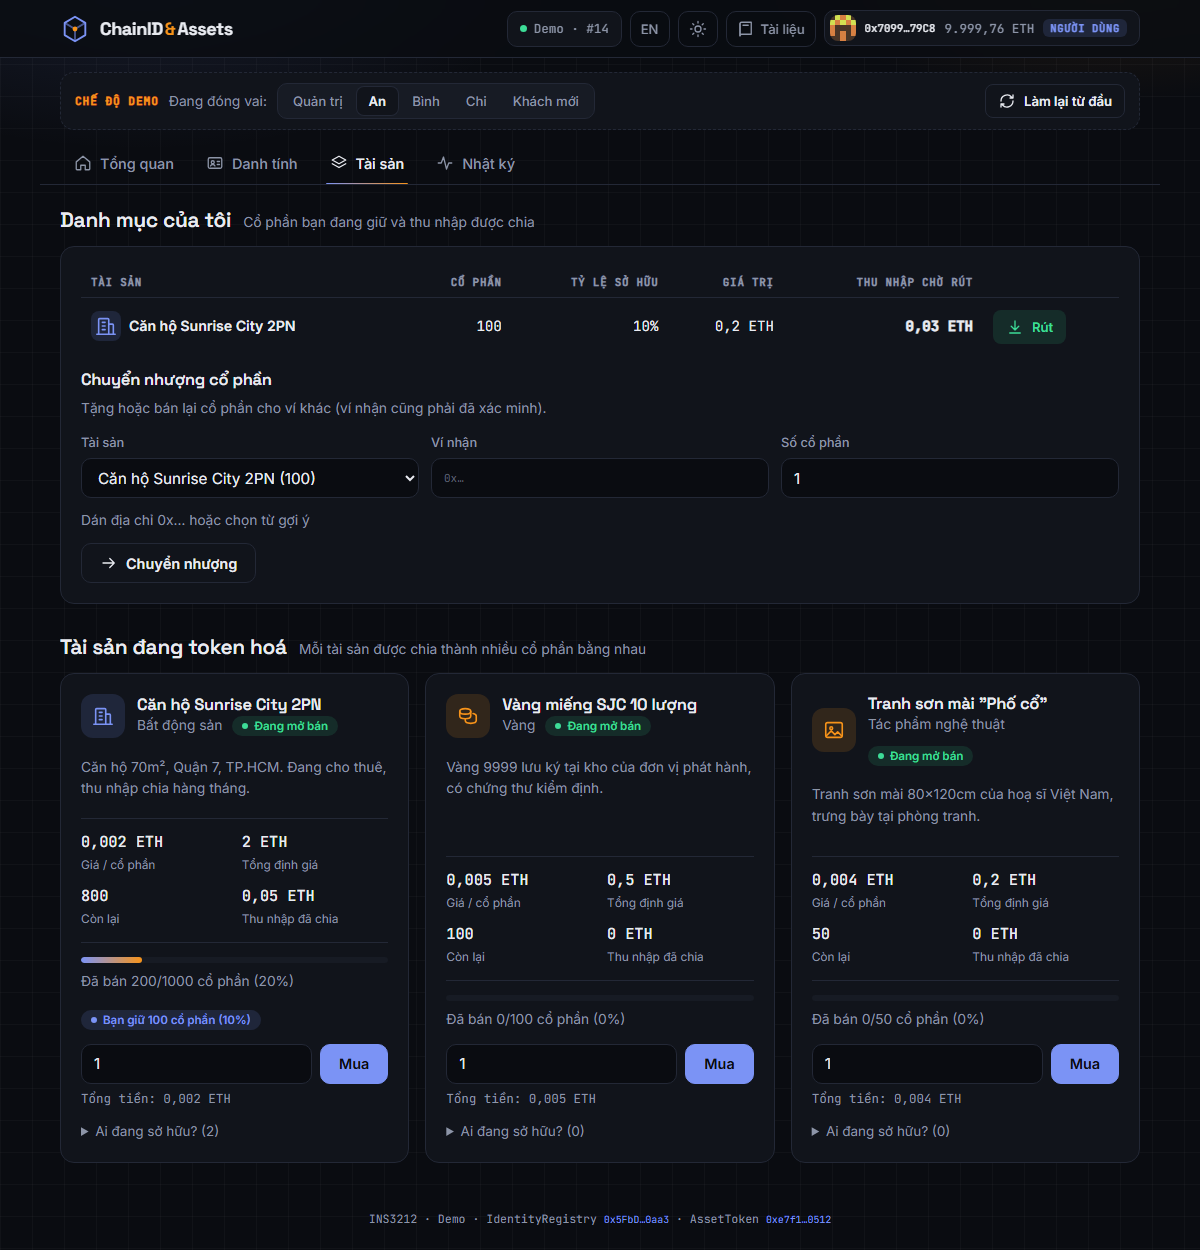 ChainID&Assets
Demo · #14
EN
Tài liệu
0x7099…79C8 9.999,76 ETH NGƯỜI DÙNG
CHẾ ĐỘ DEMO Đang đóng vai: Quản trị An Bình Chi Khách mới
Làm lại từ đầu
Tổng quan Danh tính Tài sản Nhật ký
Danh mục của tôi Cổ phần bạn đang giữ và thu nhập được chia
TÀI SẢN CỔ PHẦN TỶ LỆ SỞ HỮU GIÁ TRỊ THU NHẬP CHỜ RÚT
Căn hộ Sunrise City 2PN 100 10% 0,2 ETH 0,03 ETH Rút
Chuyển nhượng cổ phần
Tặng hoặc bán lại cổ phần cho ví khác (ví nhận cũng phải đã xác minh).
Tài sản Ví nhận Số cổ phần
Căn hộ Sunrise City 2PN (100) 0x… 1
Dán địa chỉ 0x… hoặc chọn từ gợi ý
Chuyển nhượng
Tài sản đang token hoá Mỗi tài sản được chia thành nhiều cổ phần bằng nhau
Căn hộ Sunrise City 2PN
Bất động sản Đang mở bán
Căn hộ 70m², Quận 7, TP.HCM. Đang cho thuê,
thu nhập chia hàng tháng.
0,002 ETH 2 ETH
Giá / cổ phần Tổng định giá
800 0,05 ETH
Còn lại Thu nhập đã chia
Đã bán 200/1000 cổ phần (20%)
Bạn giữ 100 cổ phần (10%)
1 Mua
Tổng tiền: 0,002 ETH
Ai đang sở hữu? (2)
Vàng miếng SJC 10 lượng
Vàng Đang mở bán
Vàng 9999 lưu ký tại kho của đơn vị phát hành,
có chứng thư kiểm định.
0,005 ETH 0,5 ETH
Giá / cổ phần Tổng định giá
100 0 ETH
Còn lại Thu nhập đã chia
Đã bán 0/100 cổ phần (0%)
1 Mua
Tổng tiền: 0,005 ETH
Ai đang sở hữu? (0)
Tranh sơn mài "Phố cổ"
Tác phẩm nghệ thuật
Đang mở bán
Tranh sơn mài 80×120cm của hoạ sĩ Việt Nam,
trưng bày tại phòng tranh.
0,004 ETH 0,2 ETH
Giá / cổ phần Tổng định giá
50 0 ETH
Còn lại Thu nhập đã chia
Đã bán 0/50 cổ phần (0%)
1 Mua
Tổng tiền: 0,004 ETH
Ai đang sở hữu? (0)
INS3212 · Demo · IdentityRegistry 0x5FbD…0aa3 · AssetToken 0xe7f1…0512